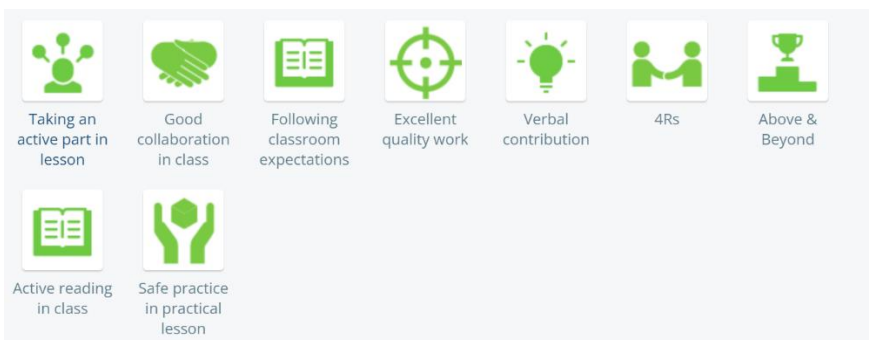 Taking an
active part in
lesson
Good
collaboration
in class
Following
classroom
expectations
Excellent
quality work
Verbal
contribution
4Rs
Above &
Beyond
Active reading
in class
Safe practice
in practical
lesson